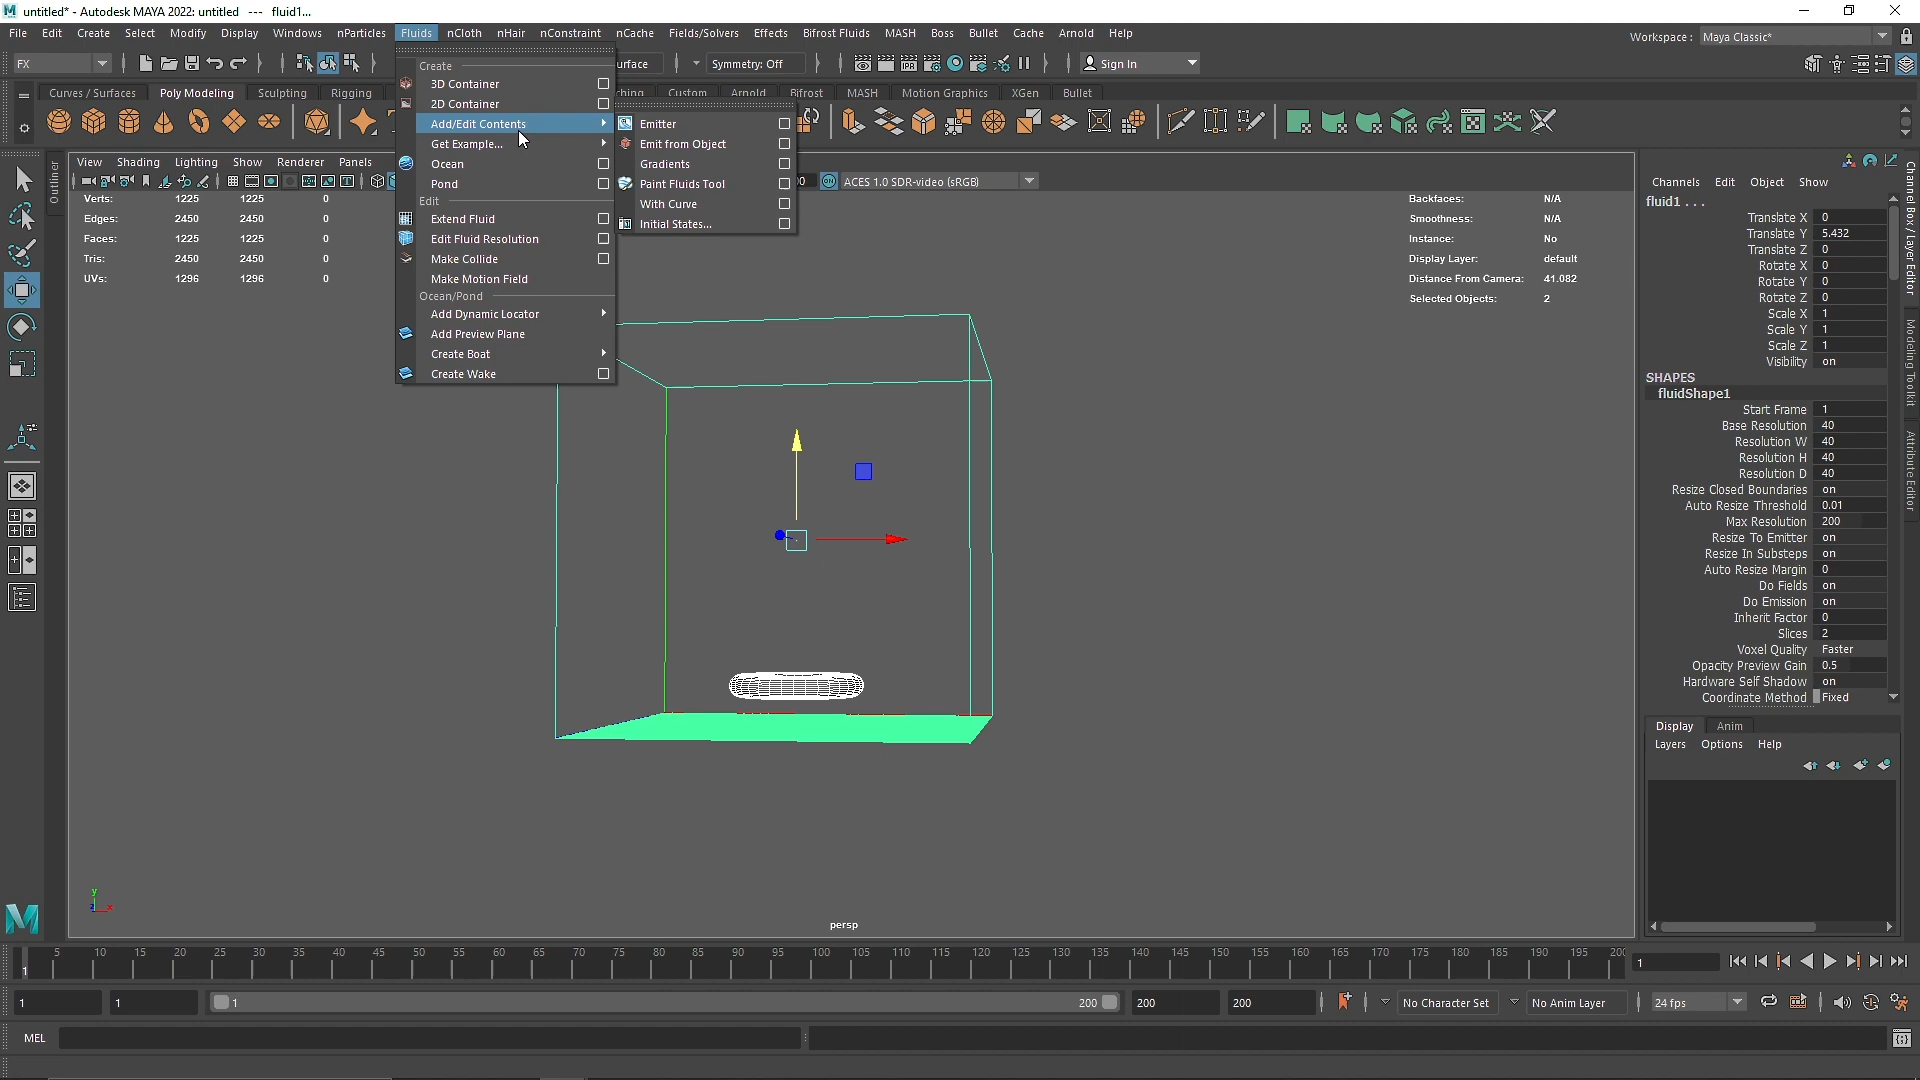 untitled* - Autodesk MAYA 2022: untitled --- fluid1...
File Edit Create Select Modify Display Windows nParticles Fluids nCloth nHair nConstraint nCache Fields/Solvers Effects Bifrost Fluids MASH Boss Bullet Cache Arnold Help
Workspace : Maya Classic*
FX
Symmetry: Off
Sign In
Curves / Surfaces Poly Modeling Sculpting Rigging Custom Arnold Bifrost MASH Motion Graphics XGen Bullet
Create
3D Container
2D Container
Add/Edit Contents
Get Example...
Ocean
Pond
Edit
Extend Fluid
Edit Fluid Resolution
Make Collide
Make Motion Field
Ocean/Pond
Add Dynamic Locator
Add Preview Plane
Create Boat
Create Wake
Emitter
Emit from Object
Gradients
Paint Fluids Tool
With Curve
Initial States...
View Shading Lighting Show Renderer Panels
ON ACES 1.0 SDR-video (sRGB)
Outliner
Verts: 1225 1225 0
Edges: 2450 2450 0
Faces: 1225 1225 0
Tris: 2450 2450 0
UVs: 1296 1296 0
Backfaces: N/A
Smoothness: N/A
Instance: No
Display Layer: default
Distance From Camera: 41.082
Selected Objects: 2
persp
y
z x
Channels Edit Object Show
fluid1 . . .
Translate X 0
Translate Y 5.432
Translate Z 0
Rotate X 0
Rotate Y 0
Rotate Z 0
Scale X 1
Scale Y 1
Scale Z 1
Visibility on
SHAPES
fluidShape1
Start Frame 1
Base Resolution 40
Resolution W 40
Resolution H 40
Resolution D 40
Resize Closed Boundaries on
Auto Resize Threshold 0.01
Max Resolution 200
Resize To Emitter on
Resize In Substeps on
Auto Resize Margin 0
Do Fields on
Do Emission on
Inherit Factor 0
Slices 2
Voxel Quality Faster
Opacity Preview Gain 0.5
Hardware Self Shadow on
Coordinate Method Fixed
Channel Box / Layer Editor
Modeling Toolkit
Attribute Editor
Display Anim
Layers Options Help
1 5 10 15 20 25 30 35 40 45 50 55 60 65 70 75 80 85 90 95 100 105 110 115 120 125 130 135 140 145 150 155 160 165 170 175 180 185 190 195 1
1 1 1 200 200 200 No Character Set No Anim Layer 24 fps
MEL